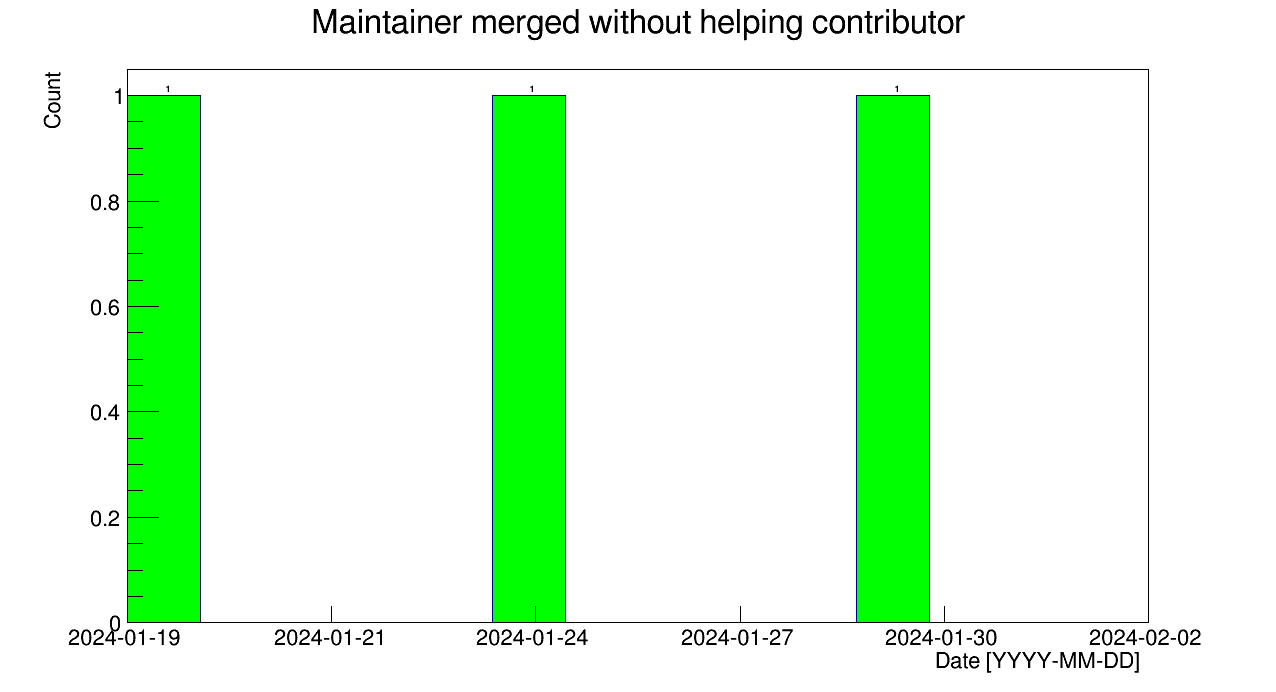 Maintainer merged without helping contributor
Count
1 1 1
1
0.8
0.6
0.4
0.2
0
2024-01-19 2024-01-21 2024-01-24 2024-01-27 2024-01-30 2024-02-02
Date [YYYY-MM-DD]